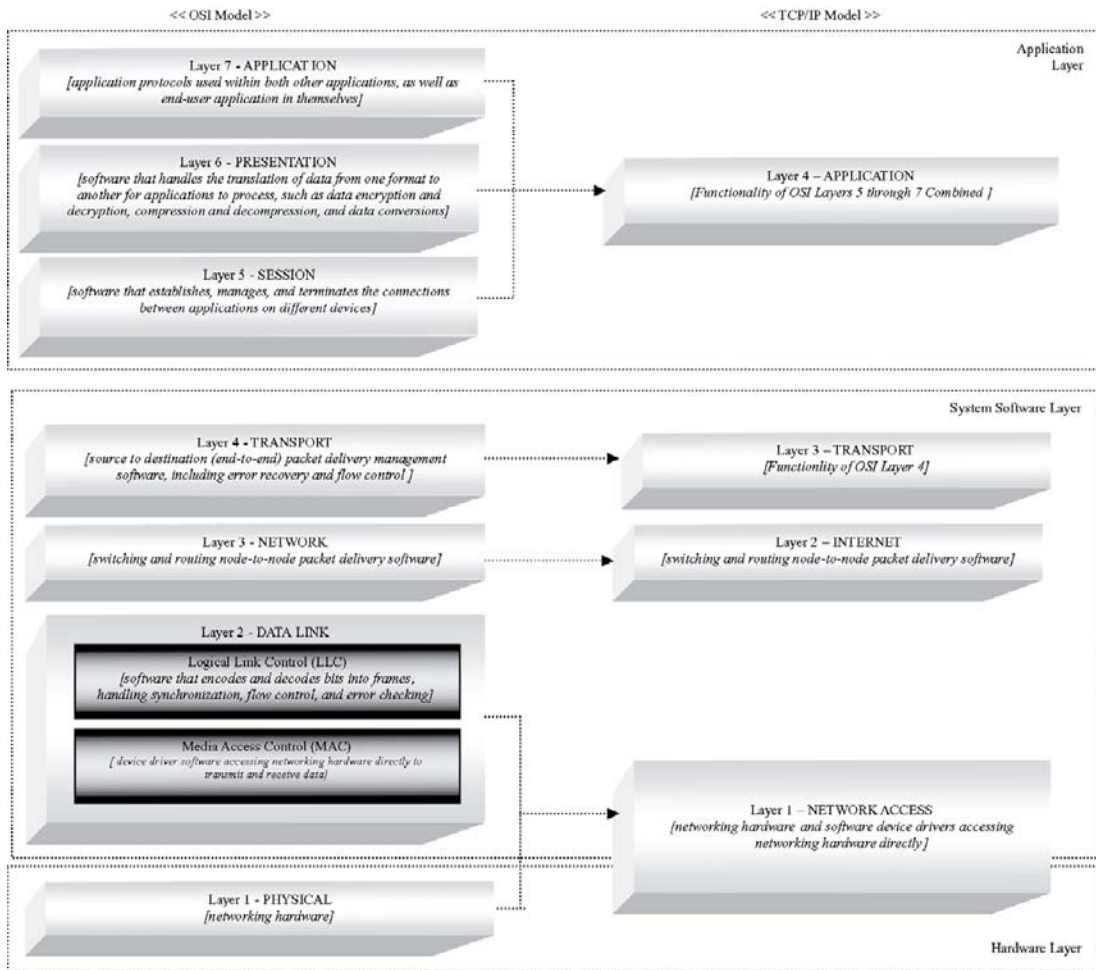 << OSI Model >>
<< TCP/IP Model >>
Application
Layer
Layer 7 - APPLICATION
[application protocols used within both other applications, as well as
end-user application in themselves]
Layer 6 - PRESENTATION
[software that handles the translation of data from one format to
another for applications to process, such as data encryption and
decryption, compression and decompression, and data conversions]
Layer 4 – APPLICATION
[Functionality of OSI Layers 5 through 7 Combined ]
Layer 5 - SESSION
[software that establishes, manages, and terminates the connections
between applications on different devices]
System Software Layer
Layer 4 - TRANSPORT
[source to destination (end-to-end) packet delivery management
software, including error recovery and flow control ]
Layer 3 – TRANSPORT
[Functionlity of OSI Layer 4]
Layer 3 - NETWORK
[switching and routing node-to-node packet delivery software]
Layer 2 – INTERNET
[switching and routing node-to-node packet delivery software]
Layer 2 - DATA LINK
Logical Link Control (LLC)
[software that encodes and decodes bits into frames,
handling synchronization, flow control, and error checking]
Media Access Control (MAC)
[ device driver software accessing networking hardware directly to
transmit and receive data]
Layer 1 – NETWORK ACCESS
[networking hardware and software device drivers accessing
networking hardware directly]
Layer 1 - PHYSICAL
[networking hardware]
Hardware Layer